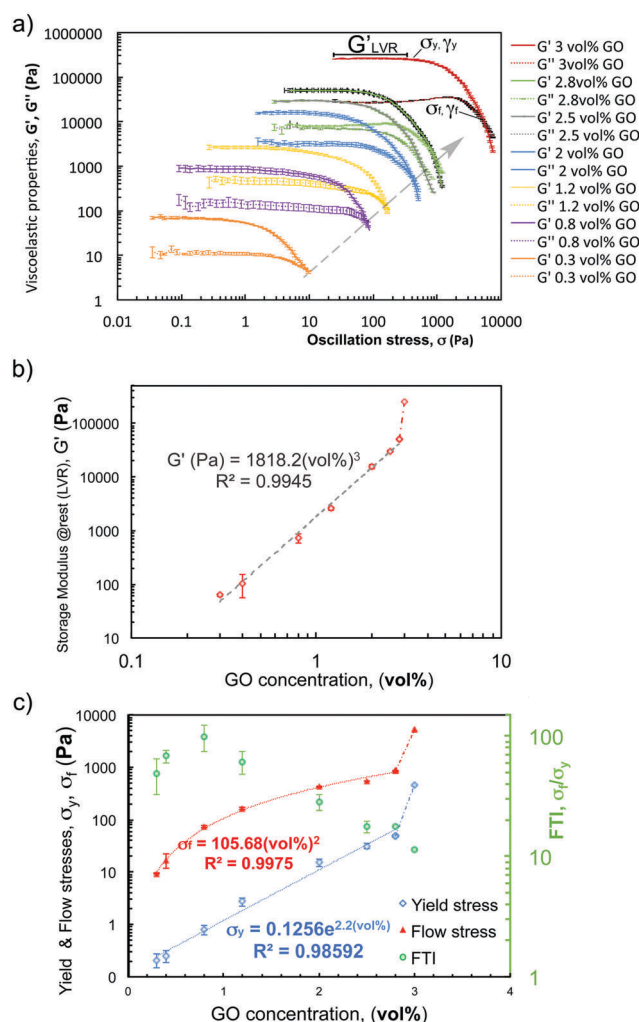 a)
Viscoelastic properties, G', G'' (Pa)
1000000
100000
10000
1000
100
10
1
0.01
0.1
1
10
100
1000
10000
Oscillation stress, σ (Pa)
G'LVR
σy, γy
σf, γf
G' 3 vol% GO
G'' 3vol% GO
G' 2.8vol% GO
G'' 2.8vol% GO
G' 2.5 vol% GO
G'' 2.5 vol% GO
G' 2 vol% GO
G'' 2 vol% GO
G' 1.2 vol% GO
G'' 1.2 vol% GO
G' 0.8 vol% GO
G'' 0.8 vol% GO
G' 0.3 vol% GO
G' 0.3 vol% GO
b)
Storage Modulus @rest (LVR), G' (Pa)
100000
10000
1000
100
10
G' (Pa) = 1818.2(vol%)³
R² = 0.9945
0.1
1
10
GO concentration, (vol%)
c)
Yield & Flow stresses, σy, σf (Pa)
10000
1000
100
10
1
0
σf = 105.68(vol%)²
R² = 0.9975
σy = 0.1256e2.2(vol%)
R² = 0.98592
Yield stress
Flow stress
FTI
100
10
1
FTI, σf/σy
0
1
2
3
4
GO concentration, (vol%)